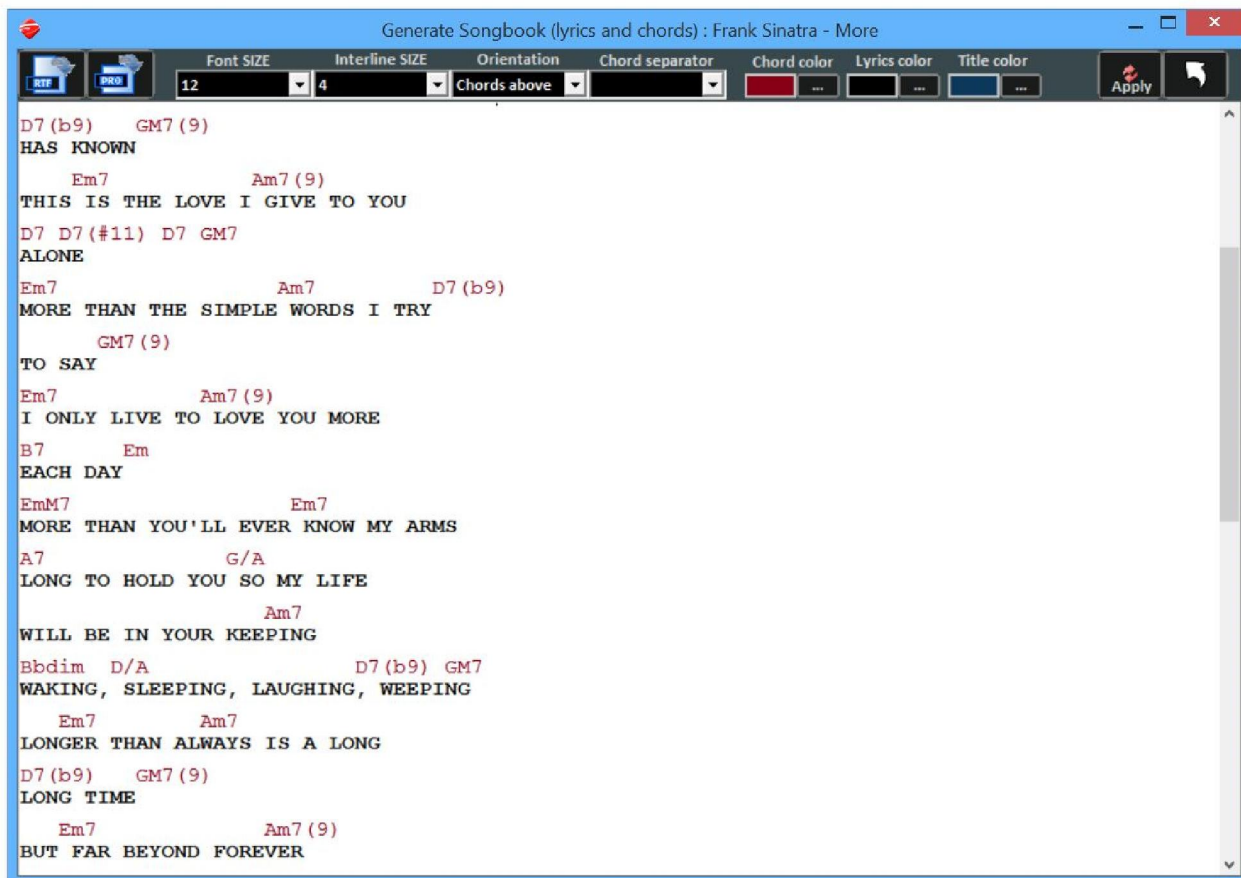 Generate Songbook (lyrics and chords) : Frank Sinatra - More
Font SIZE Interline SIZE Orientation Chord separator Chord color Lyrics color Title color
RTF PRO 12 4 Chords above ... ... ... Apply
D7(b9) GM7(9)
HAS KNOWN
Em7 Am7(9)
THIS IS THE LOVE I GIVE TO YOU
D7 D7(#11) D7 GM7
ALONE
Em7 Am7 D7(b9)
MORE THAN THE SIMPLE WORDS I TRY
GM7(9)
TO SAY
Em7 Am7(9)
I ONLY LIVE TO LOVE YOU MORE
B7 Em
EACH DAY
EmM7 Em7
MORE THAN YOU'LL EVER KNOW MY ARMS
A7 G/A
LONG TO HOLD YOU SO MY LIFE
Am7
WILL BE IN YOUR KEEPING
Bbdim D/A D7(b9) GM7
WAKING, SLEEPING, LAUGHING, WEEPING
Em7 Am7
LONGER THAN ALWAYS IS A LONG
D7(b9) GM7(9)
LONG TIME
Em7 Am7(9)
BUT FAR BEYOND FOREVER